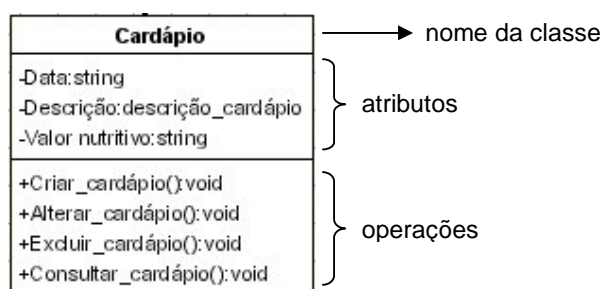 Cardápio
nome da classe
-Data:string
-Descrição:descrição_cardápio
-Valor nutritivo:string
atributos
+Criar_cardápio():void
+Alterar_cardápio():void
+Excluir_cardápio():void
+Consultar_cardápio():void
operações